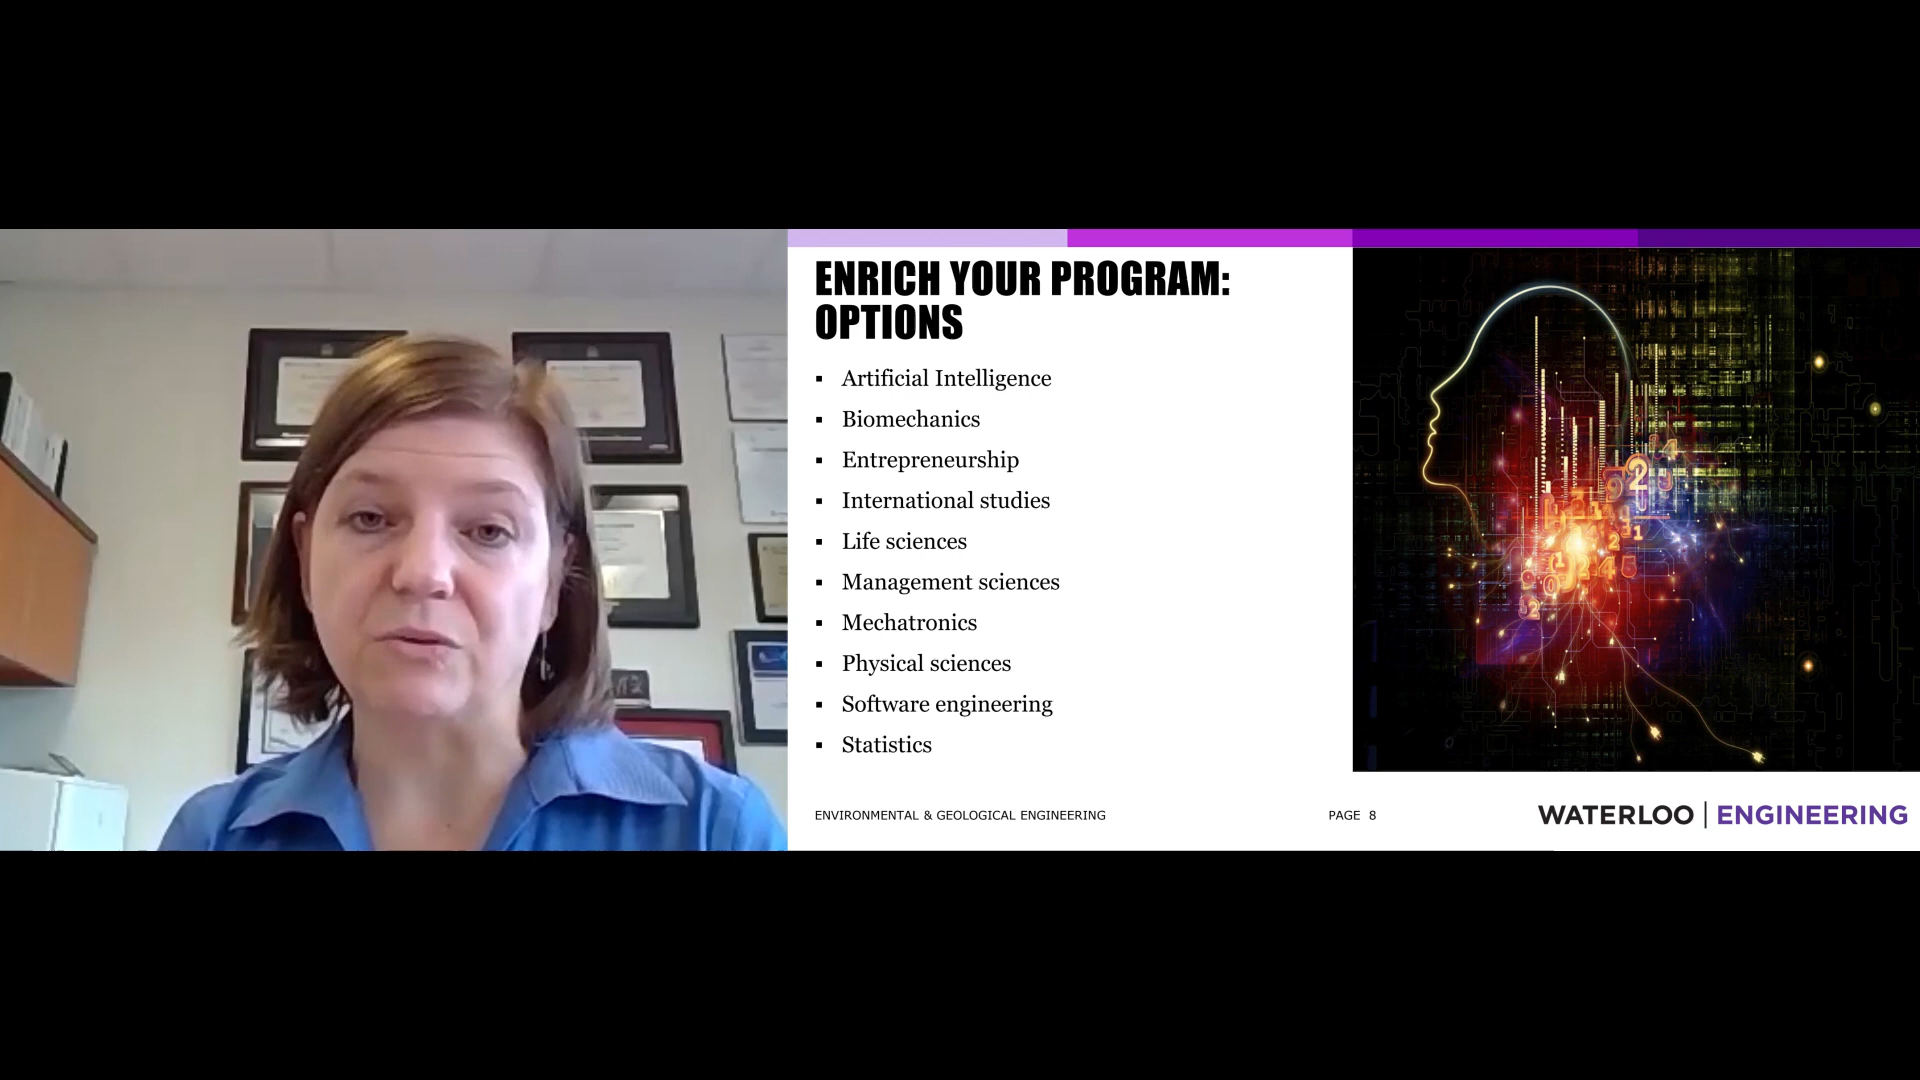 ENRICH YOUR PROGRAM:
OPTIONS
▪ Artificial Intelligence
▪ Biomechanics
▪ Entrepreneurship
▪ International studies
▪ Life sciences
▪ Management sciences
▪ Mechatronics
▪ Physical sciences
▪ Software engineering
▪ Statistics
ENVIRONMENTAL & GEOLOGICAL ENGINEERING PAGE 8
WATERLOO | ENGINEERING